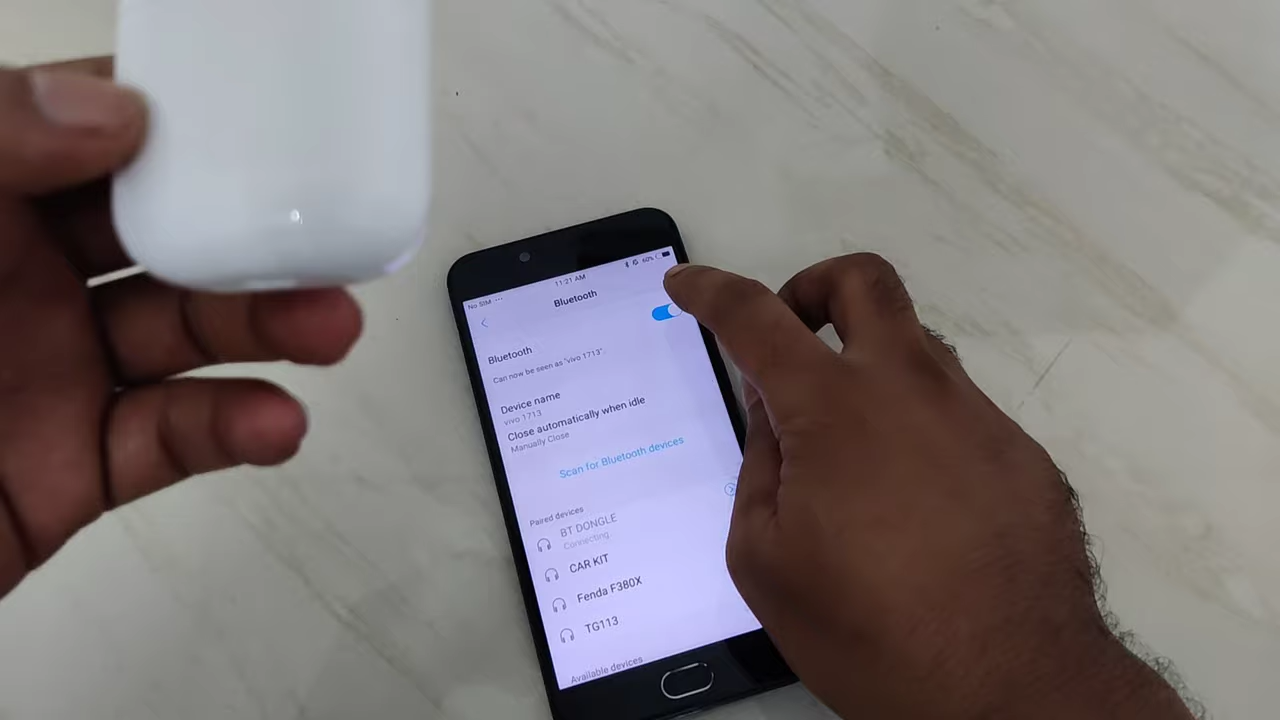 No SIM ...
11:21 AM
60%
Bluetooth
Bluetooth
Can now be seen as "vivo 1713".
Device name
vivo 1713
Close automatically when idle
Manually Close
Scan for Bluetooth devices
Paired devices
BT DONGLE
Connecting
CAR KIT
Fenda F380X
TG113
Available devices